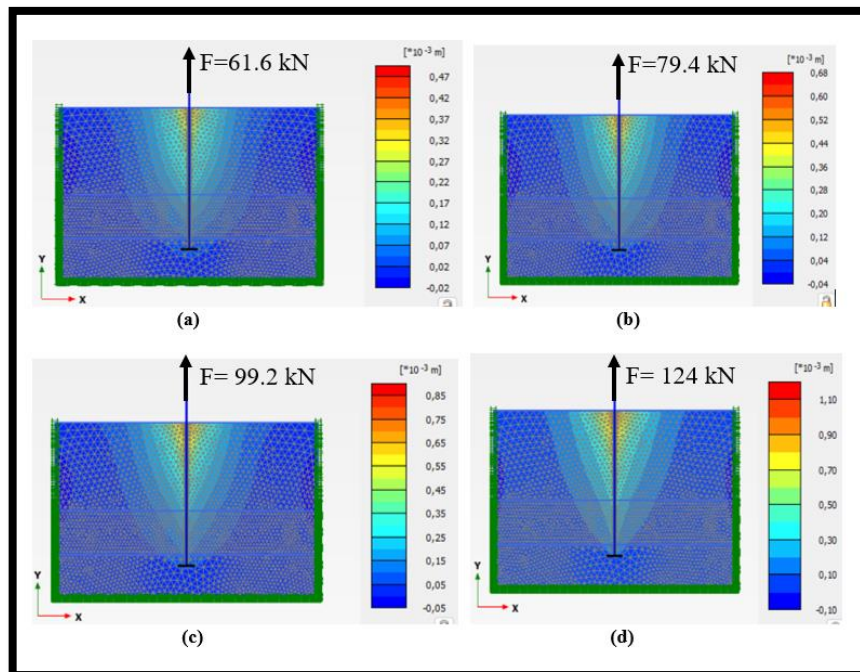 F=61.6 kN
[*10 -3 m]
0,47
0,42
0,37
0,32
0,27
0,22
0,17
0,12
0,07
0,02
-0,02
Y
X
(a)
F=79.4 kN
[*10 -3 m]
0,68
0,60
0,52
0,44
0,36
0,28
0,20
0,12
0,04
-0,04
Y
X
(b)
F= 99.2 kN
[*10 -3 m]
0,85
0,75
0,65
0,55
0,45
0,35
0,25
0,15
0,05
-0,05
Y
X
(c)
F= 124 kN
[*10 -3 m]
1,10
0,90
0,70
0,50
0,30
0,10
-0,10
Y
X
(d)